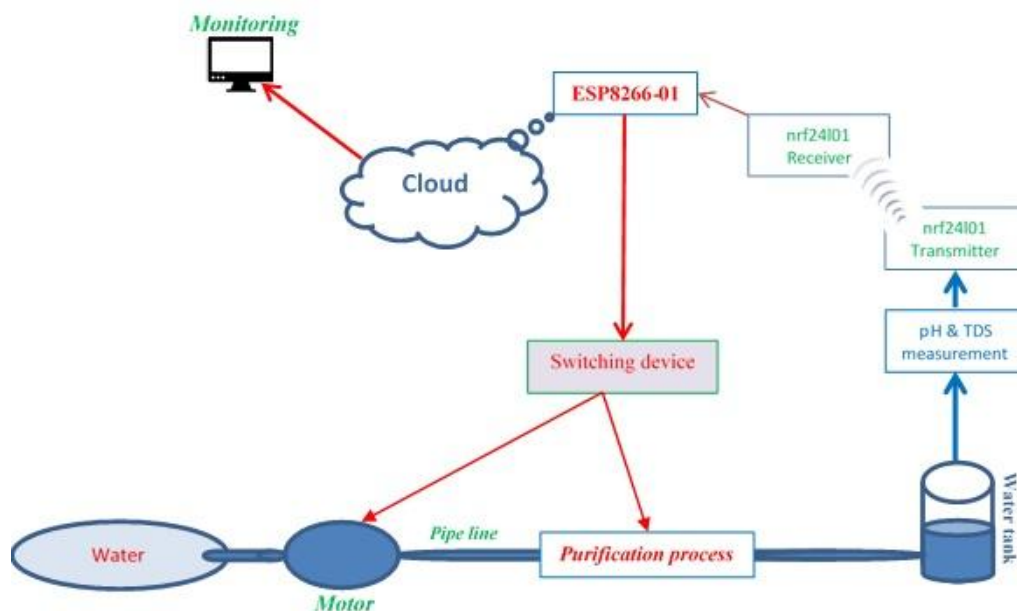 Monitoring
ESP8266-01
nrf24l01
Receiver
Cloud
nrf24l01
Transmitter
pH & TDS
measurement
Switching device
Water tank
Pipe line
Water
Purification process
Motor